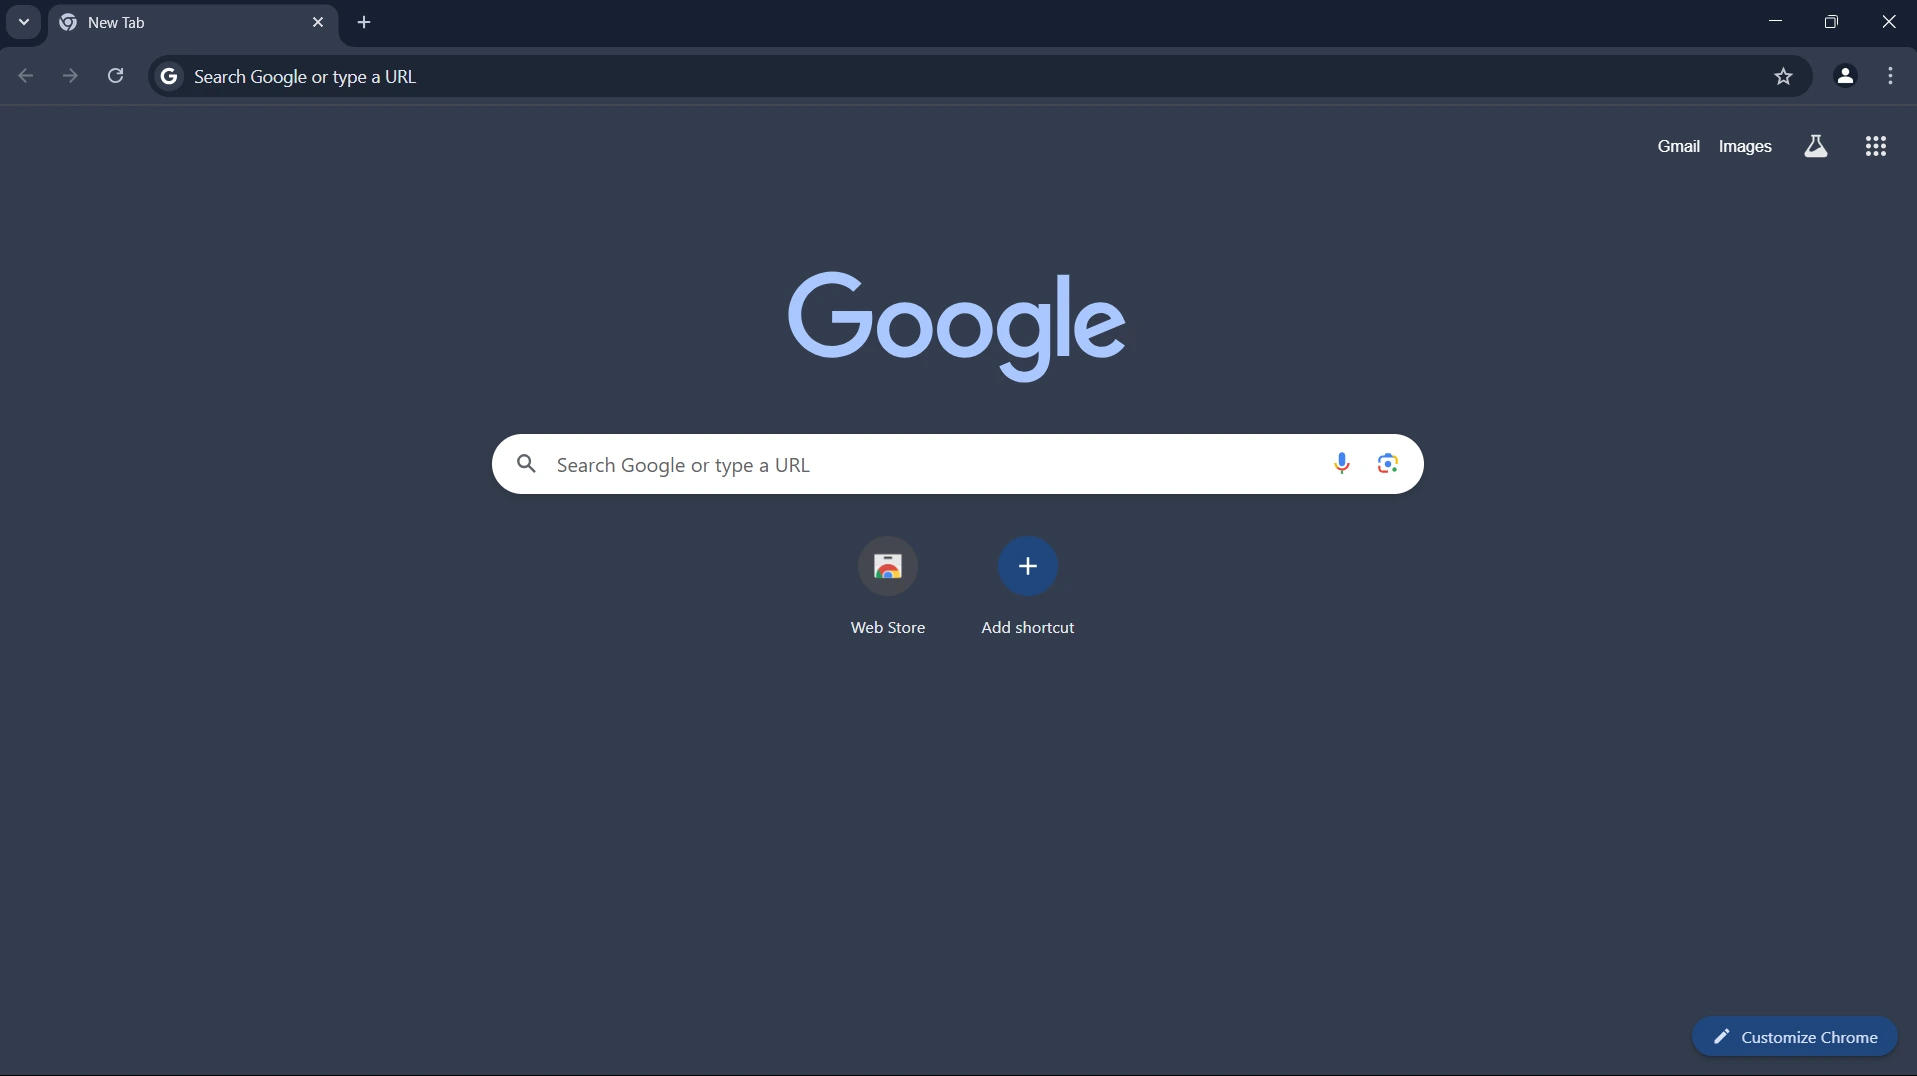 New Tab
Search Google or type a URL
Gmail Images
Google
Search Google or type a URL
Web Store Add shortcut
Customize Chrome